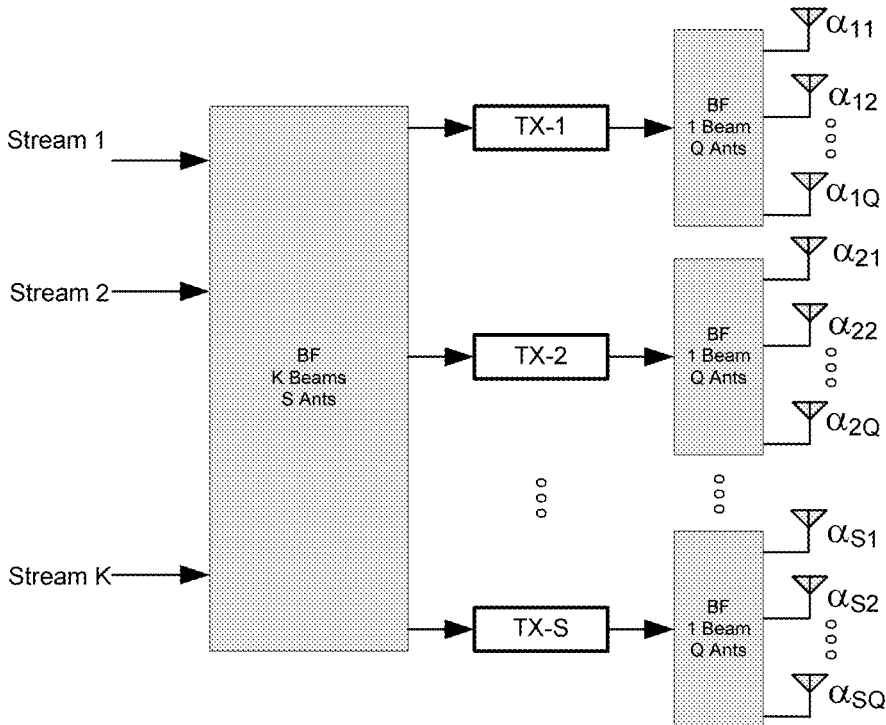 Stream 1
Stream 2
Stream K
BF
K Beams
S Ants
TX-1
TX-2
TX-S
BF
1 Beam
Q Ants
α11
α12
α1Q
BF
1 Beam
Q Ants
α21
α22
α2Q
BF
1 Beam
Q Ants
αS1
αS2
αSQ